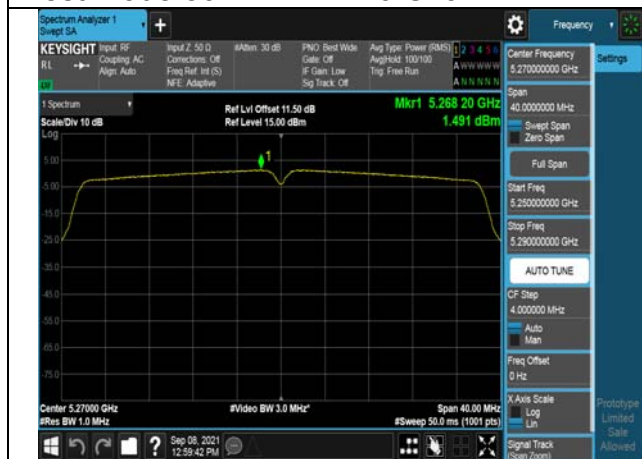 Spectrum Analyzer 1
Swept SA
Frequency
KEYSIGHT
RL
Input: RF
Coupling: AC
Align: Auto
Input Z: 50 Ω
Corrections: Off
Freq Ref: Int (S)
NFE: Adaptive
#Atten: 30 dB
PNO: Best Wide
Gate: Off
IF Gain: Low
Sig Track: Off
Avg Type: Power (RMS)
Avg|Hold: 100/100
Trig: Free Run
1 2 3 4 5 6
A W W W W W
A N N N N N
1 Spectrum
Scale/Div 10 dB
Log
Ref Lvl Offset 11.50 dB
Ref Level 15.00 dBm
Mkr1 5.268 20 GHz
1.491 dBm
1
5.00
-5.00
-15.0
-25.0
-35.0
-45.0
-55.0
-65.0
-75.0
Center 5.27000 GHz
#Res BW 1.0 MHz
#Video BW 3.0 MHz*
Span 40.00 MHz
#Sweep 50.0 ms (1001 pts)
Center Frequency
5.270000000 GHz
Settings
Span
40.0000000 MHz
Swept Span
Zero Span
Full Span
Start Freq
5.250000000 GHz
Stop Freq
5.290000000 GHz
AUTO TUNE
CF Step
4.000000 MHz
Auto
Man
Freq Offset
0 Hz
X Axis Scale
Log
Lin
Signal Track
(Span Zoom)
Prototype
Limited
Sale
Allowed
Sep 08, 2021
12:59:42 PM